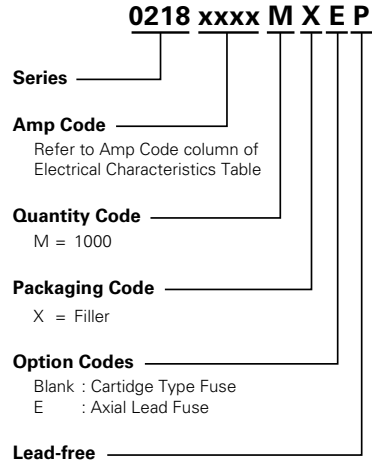 0218 xxxx M X E P
Series
Amp Code
Refer to Amp Code column of
Electrical Characteristics Table
Quantity Code
M = 1000
Packaging Code
X = Filler
Option Codes
Blank : Cartidge Type Fuse
E : Axial Lead Fuse
Lead-free